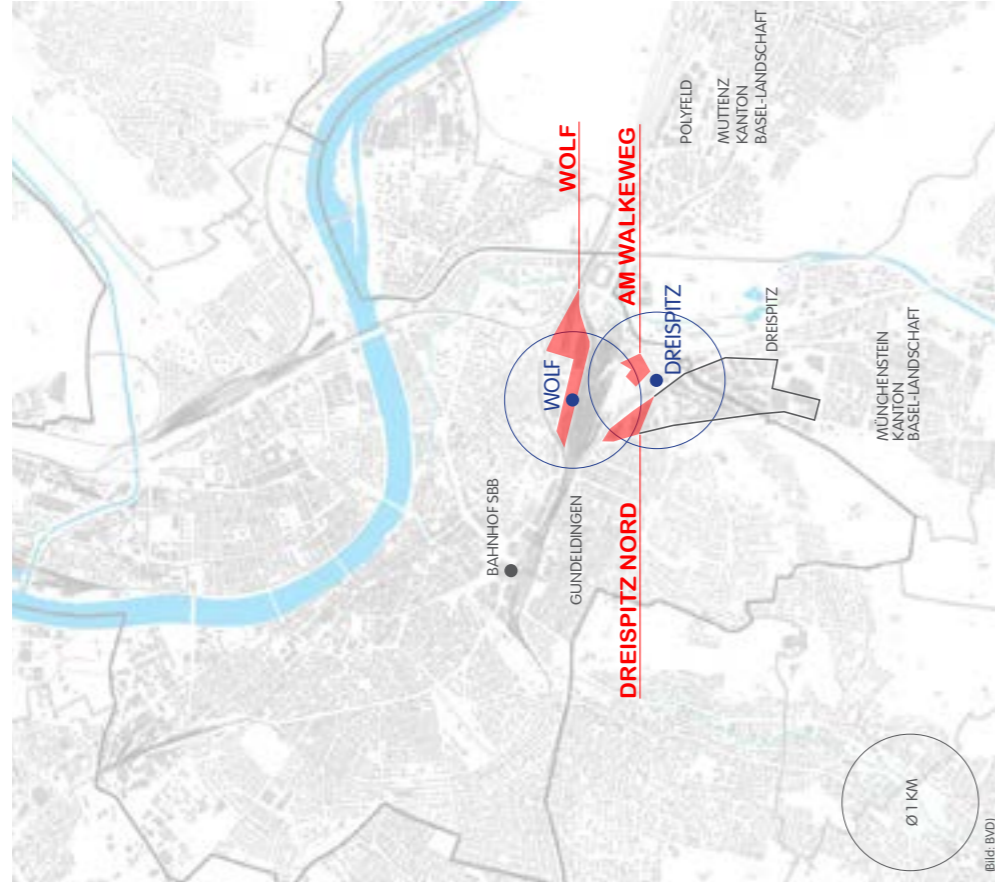 BAHNHOF SBB
GUNDELDINGEN
WOLF
WOLF
DREISPITZ NORD
AM WALKEWEG
DREISPITZ
POLYFELD
MUTTENZ
KANTON
BASEL-LANDSCHAFT
DREISPITZ
MÜNCHENSTEIN
KANTON
BASEL-LANDSCHAFT
Ø 1 KM
(Bild: BVD)